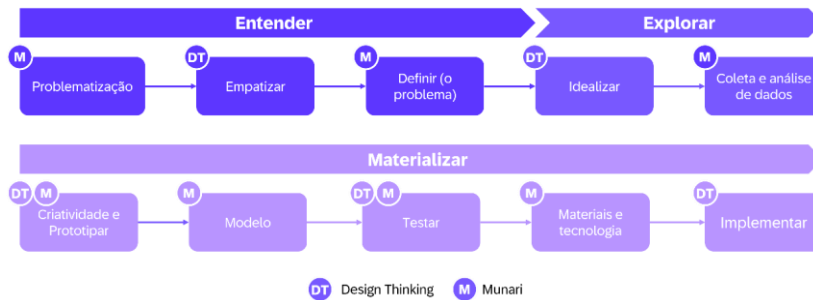 Entender
Explorar
M
DT
M
DT
M
Problematização
Empatizar
Definir (o
problema)
Idealizar
Coleta e análise
de dados
Materializar
DT
M
M
DT
M
M
DT
Criatividade e
Prototipar
Modelo
Testar
Materiais e
tecnologia
Implementar
DT Design Thinking
M Munari